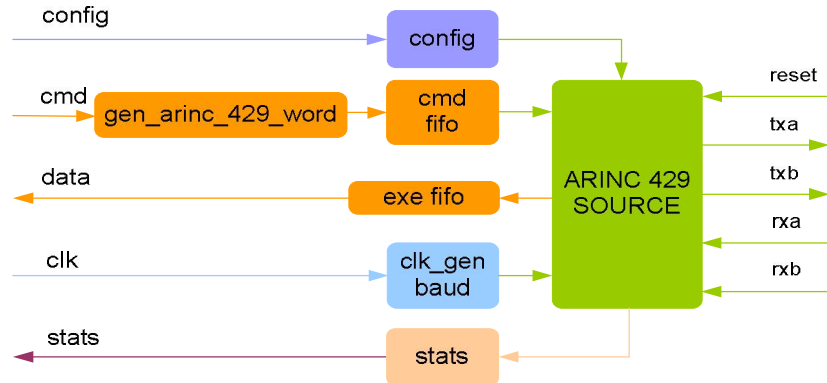 config
config
cmd
gen_arinc_429_word
cmd
fifo
data
exe fifo
clk
clk_gen
baud
stats
stats
ARINC 429
SOURCE
reset
txa
txb
rxa
rxb